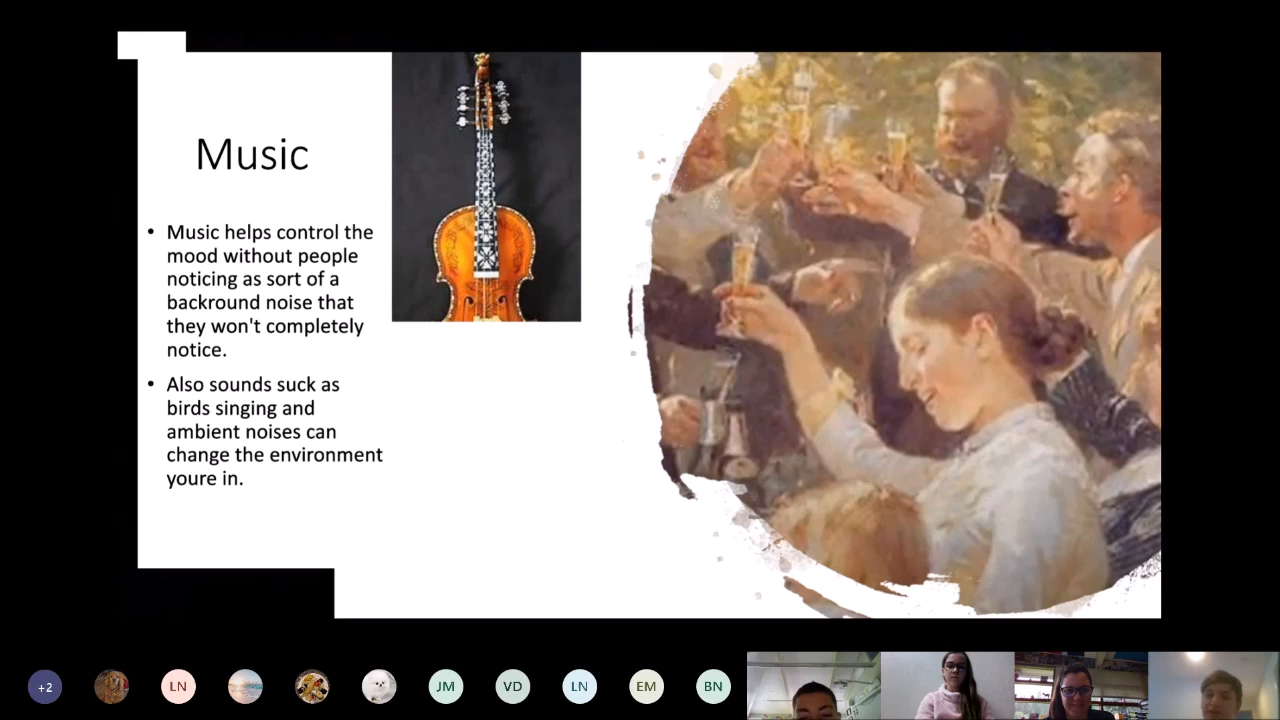 Music
• Music helps control the
mood without people
noticing as sort of a
backround noise that
they won't completely
notice.
• Also sounds suck as
birds singing and
ambient noises can
change the environment
youre in.
+2
LN
JM
VD
LN
EM
BN